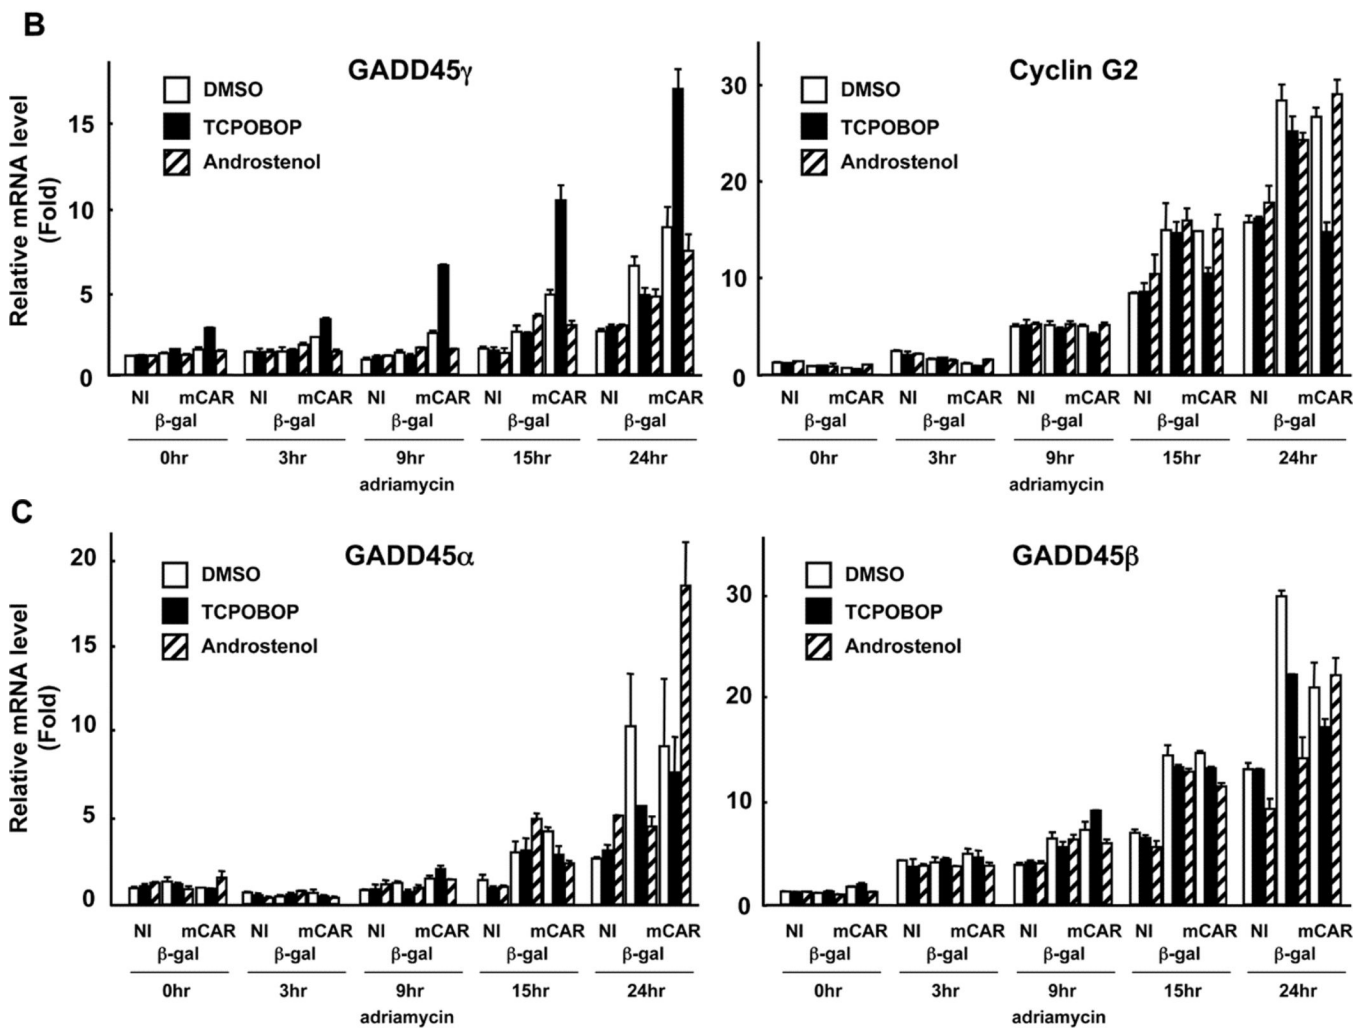 B
GADD45γ
DMSO
TCPOBOP
Androstenol
Relative mRNA level
(Fold)
15
10
5
0
NI mCAR NI mCAR NI mCAR NI mCAR NI mCAR
β-gal β-gal β-gal β-gal β-gal
0hr 3hr 9hr 15hr 24hr
adriamycin
Cyclin G2
DMSO
TCPOBOP
Androstenol
30
20
10
0
NI mCAR NI mCAR NI mCAR NI mCAR NI mCAR
β-gal β-gal β-gal β-gal β-gal
0hr 3hr 9hr 15hr 24hr
adriamycin
C
GADD45α
DMSO
TCPOBOP
Androstenol
Relative mRNA level
(Fold)
20
15
10
5
0
NI mCAR NI mCAR NI mCAR NI mCAR NI mCAR
β-gal β-gal β-gal β-gal β-gal
0hr 3hr 9hr 15hr 24hr
adriamycin
GADD45β
DMSO
TCPOBOP
Androstenol
30
20
10
0
NI mCAR NI mCAR NI mCAR NI mCAR NI mCAR
β-gal β-gal β-gal β-gal β-gal
0hr 3hr 9hr 15hr 24hr
adriamycin